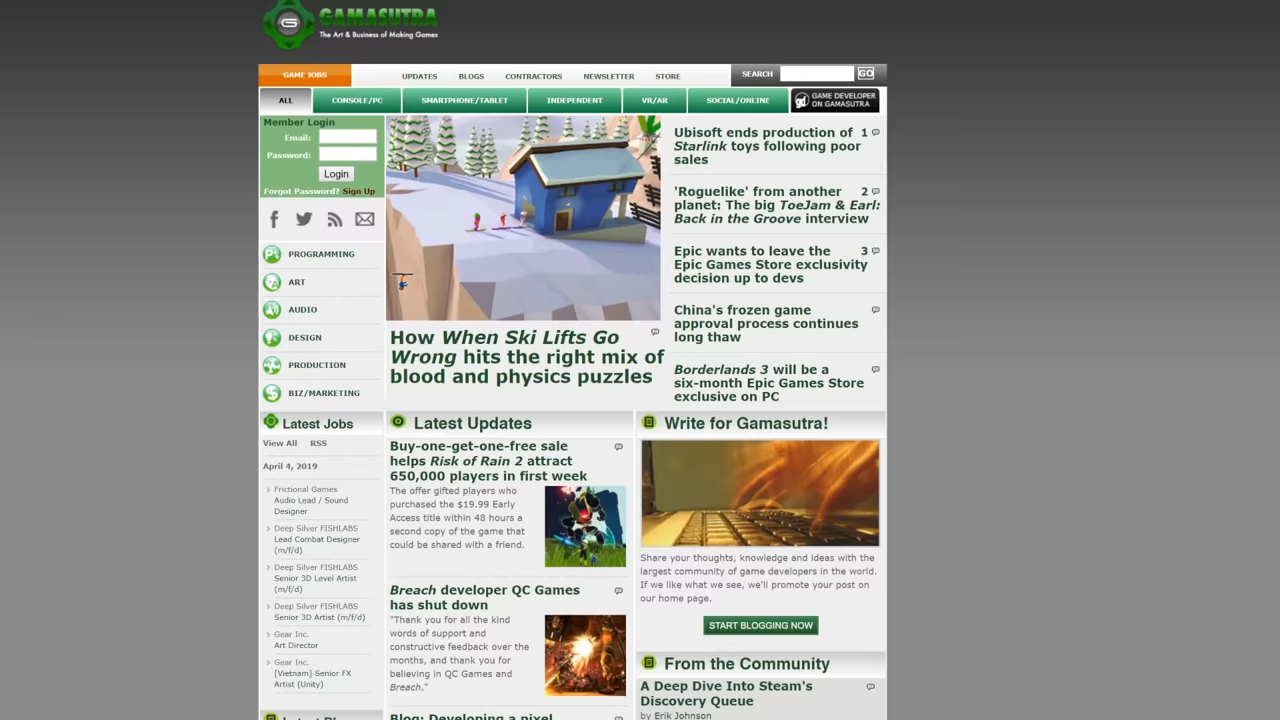 GAMASUTRA
The Art & Business of Making Games
GAME JOBS
UPDATES BLOGS CONTRACTORS NEWSLETTER STORE
SEARCH GO
ALL CONSOLE/PC SMARTPHONE/TABLET INDEPENDENT VR/AR SOCIAL/ONLINE
GAME DEVELOPER
ON GAMASUTRA
Member Login
Email:
Password:
Login
Forgot Password? Sign Up
PROGRAMMING
ART
AUDIO
DESIGN
PRODUCTION
BIZ/MARKETING
How When Ski Lifts Go
Wrong hits the right mix of
blood and physics puzzles
Ubisoft ends production of 1
Starlink toys following poor
sales
'Roguelike' from another 2
planet: The big ToeJam & Earl:
Back in the Groove interview
Epic wants to leave the 3
Epic Games Store exclusivity
decision up to devs
China's frozen game
approval process continues
long thaw
Borderlands 3 will be a
six-month Epic Games Store
exclusive on PC
Latest Jobs
View All RSS
April 4, 2019
Frictional Games
Audio Lead / Sound
Designer
Deep Silver FISHLABS
Lead Combat Designer
(m/f/d)
Deep Silver FISHLABS
Senior 3D Level Artist
(m/f/d)
Deep Silver FISHLABS
Senior 3D Artist (m/f/d)
Gear Inc.
Art Director
Gear Inc.
[Vietnam] Senior FX
Artist (Unity)
Latest Updates
Buy-one-get-one-free sale
helps Risk of Rain 2 attract
650,000 players in first week
The offer gifted players who
purchased the $19.99 Early
Access title within 48 hours a
second copy of the game that
could be shared with a friend.
Breach developer QC Games
has shut down
"Thank you for all the kind
words of support and
constructive feedback over the
months, and thank you for
believing in QC Games and
Breach."
Blog: Developing a pixel
Write for Gamasutra!
Share your thoughts, knowledge and ideas with the
largest community of game developers in the world.
If we like what we see, we'll promote your post on
our home page.
START BLOGGING NOW
From the Community
A Deep Dive Into Steam's
Discovery Queue
by Erik Johnson